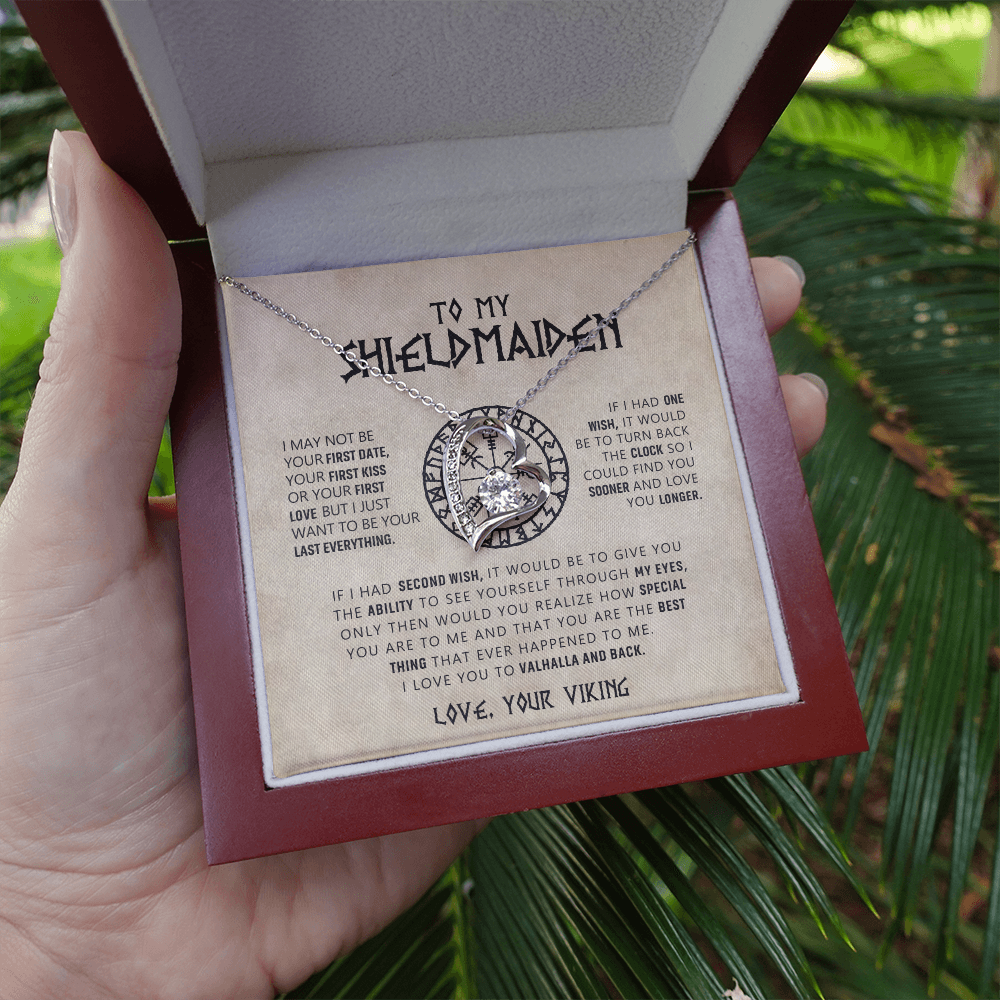 TO MY
SHIELDMAIDEN
I MAY NOT BE
YOUR FIRST DATE,
YOUR FIRST KISS
OR YOUR FIRST
LOVE BUT I JUST
WANT TO BE YOUR
LAST EVERYTHING.
IF I HAD ONE
WISH, IT WOULD
BE TO TURN BACK
THE CLOCK SO I
COULD FIND YOU
SOONER AND LOVE
YOU LONGER.
IF I HAD SECOND WISH, IT WOULD BE TO GIVE YOU
THE ABILITY TO SEE YOURSELF THROUGH MY EYES,
ONLY THEN WOULD YOU REALIZE HOW SPECIAL
YOU ARE TO ME AND THAT YOU ARE THE BEST
THING THAT EVER HAPPENED TO ME.
I LOVE YOU TO VALHALLA AND BACK.
LOVE, YOUR VIKING